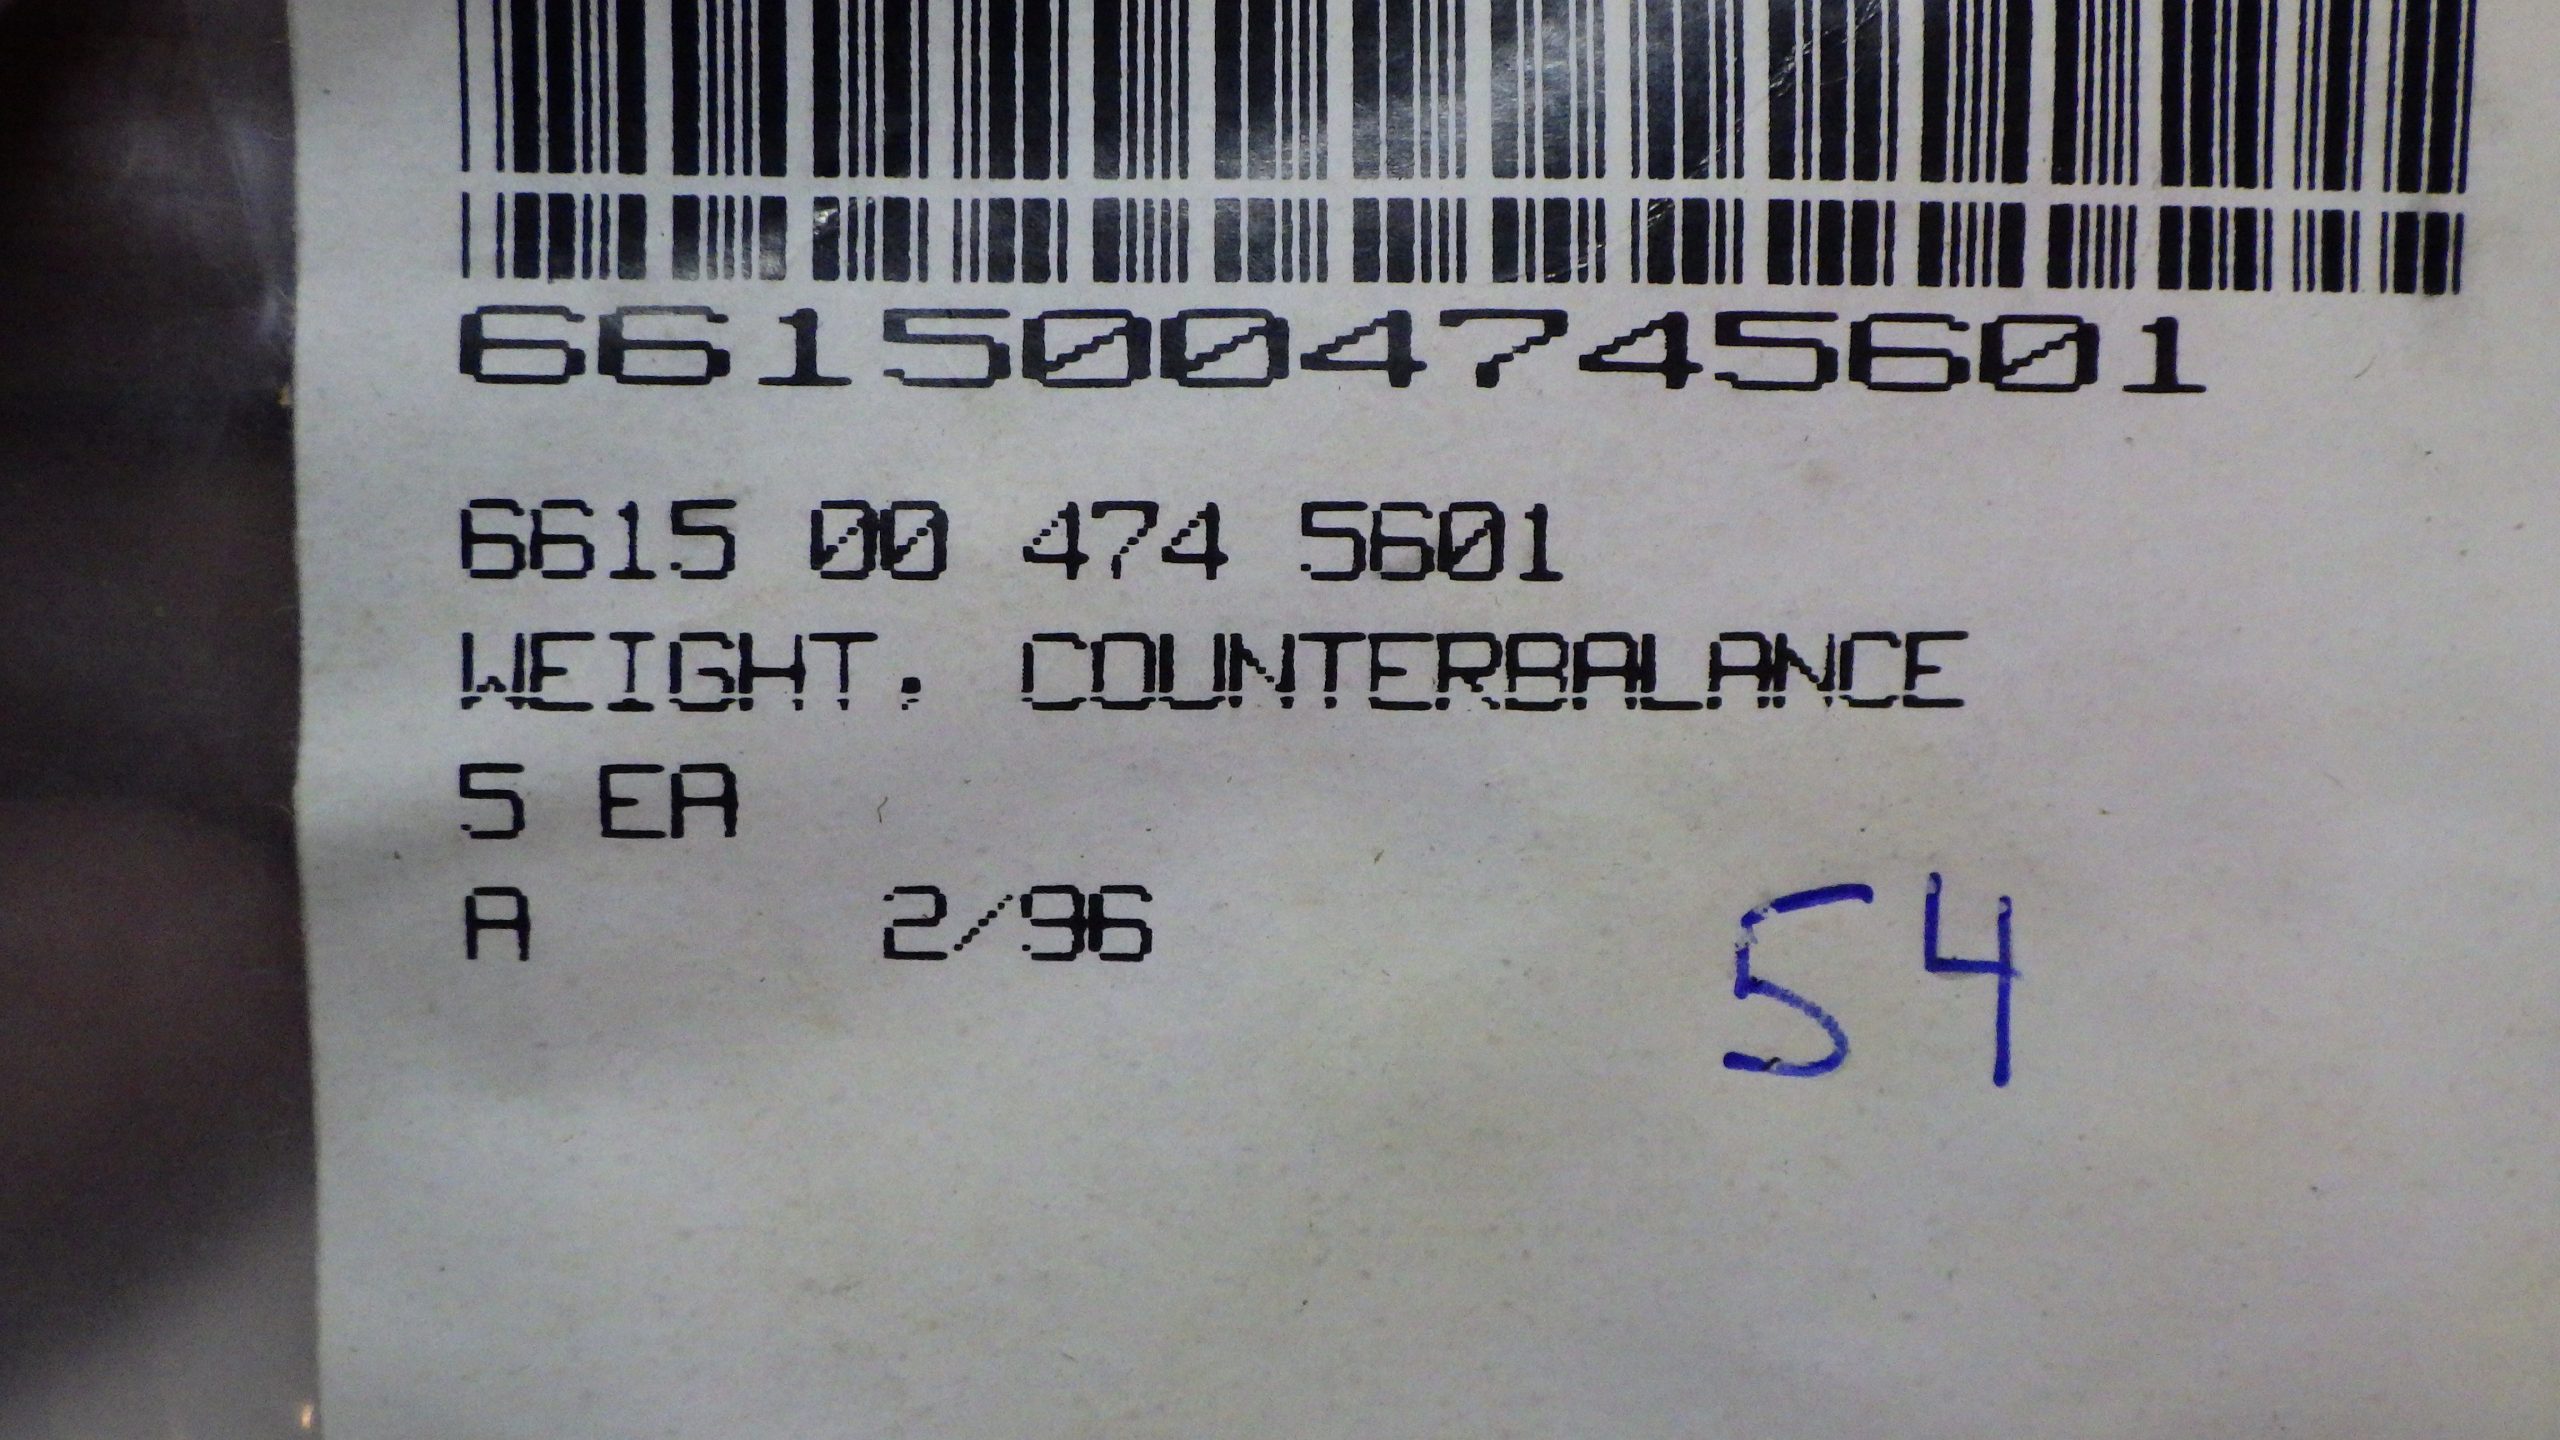 6615004745601
6615 00 474 5601
WEIGHT, COUNTERBALANCE
5 EA
A 2/96
54